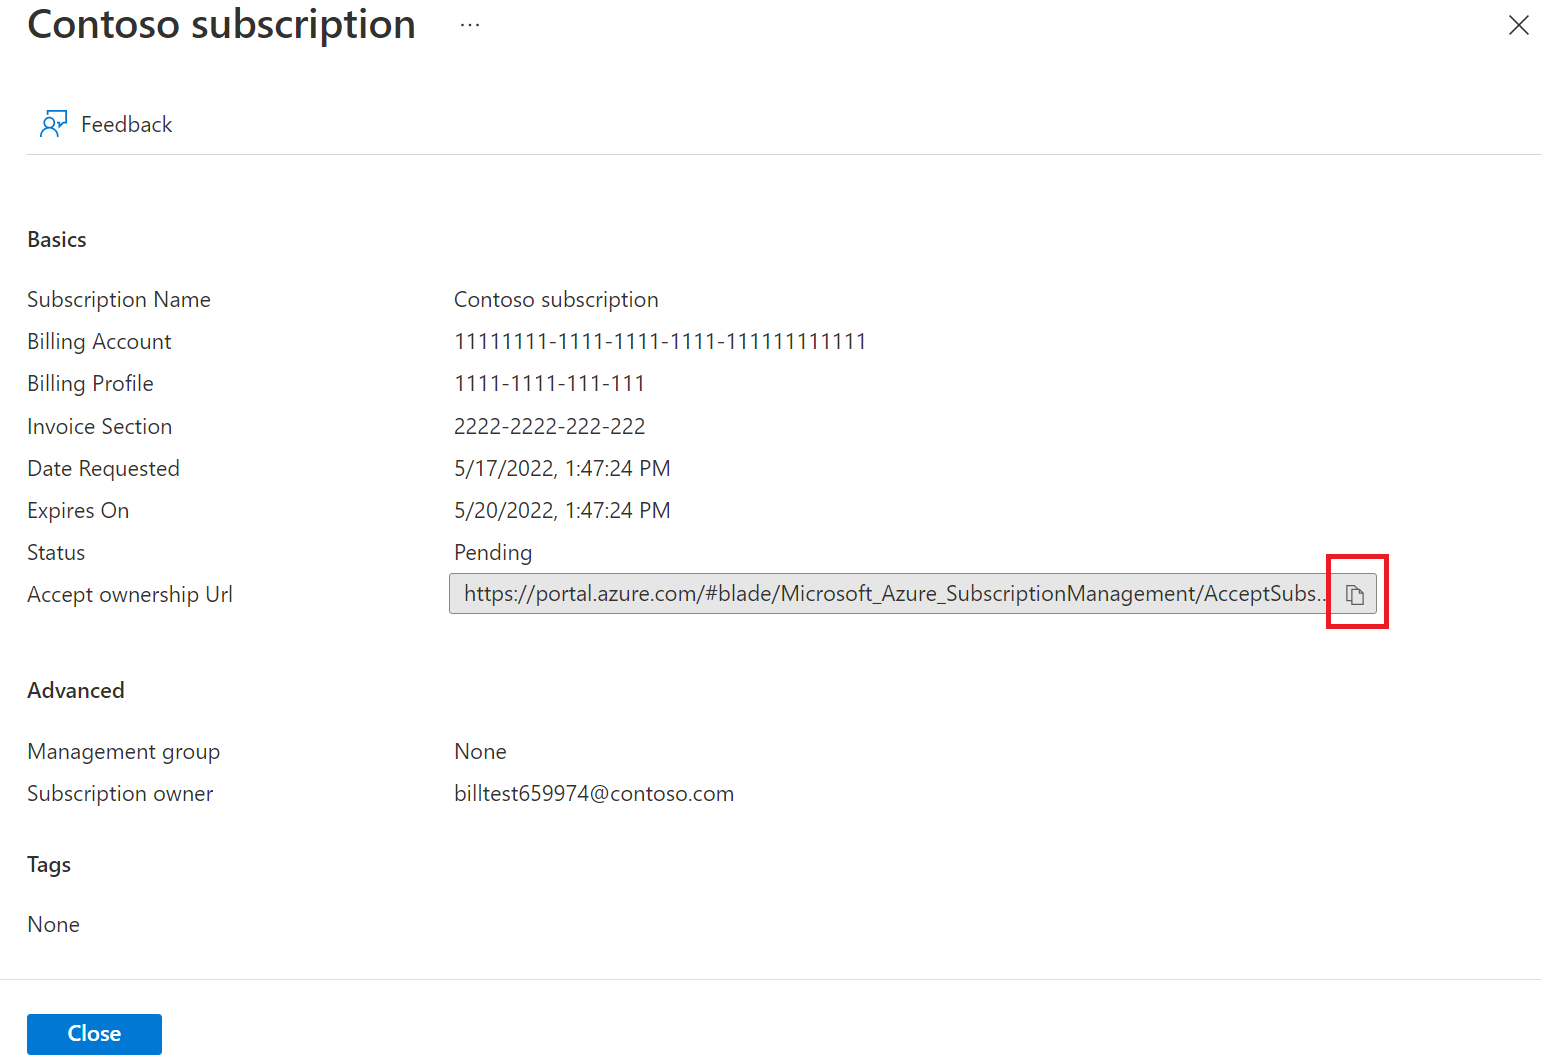 Contoso subscription ...
Feedback
Basics
Subscription Name Contoso subscription
Billing Account 11111111-1111-1111-1111-111111111111
Billing Profile 1111-1111-111-111
Invoice Section 2222-2222-222-222
Date Requested 5/17/2022, 1:47:24 PM
Expires On 5/20/2022, 1:47:24 PM
Status Pending
Accept ownership Url https://portal.azure.com/#blade/Microsoft_Azure_SubscriptionManagement/AcceptSubs...
Advanced
Management group None
Subscription owner billtest659974@contoso.com
Tags
None
Close